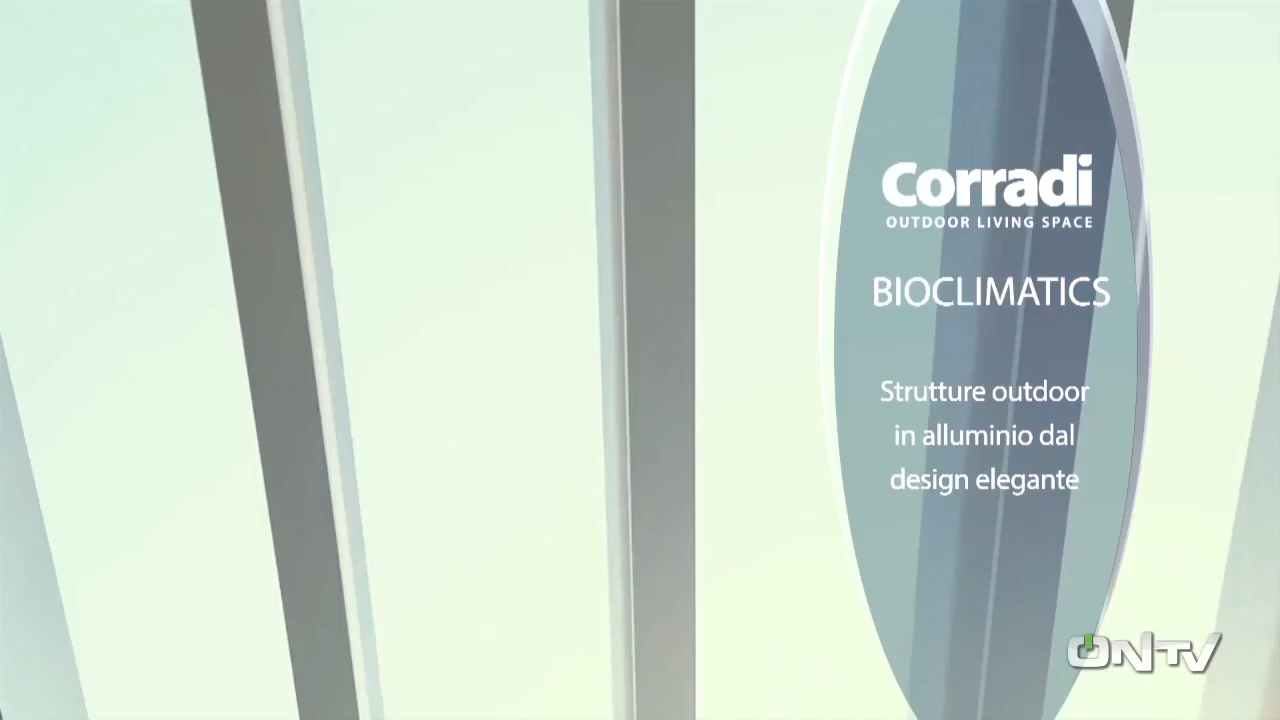 Corradi
OUTDOOR LIVING SPACE
BIOCLIMATICS
Strutture outdoor
in alluminio dal
design elegante
ONTV